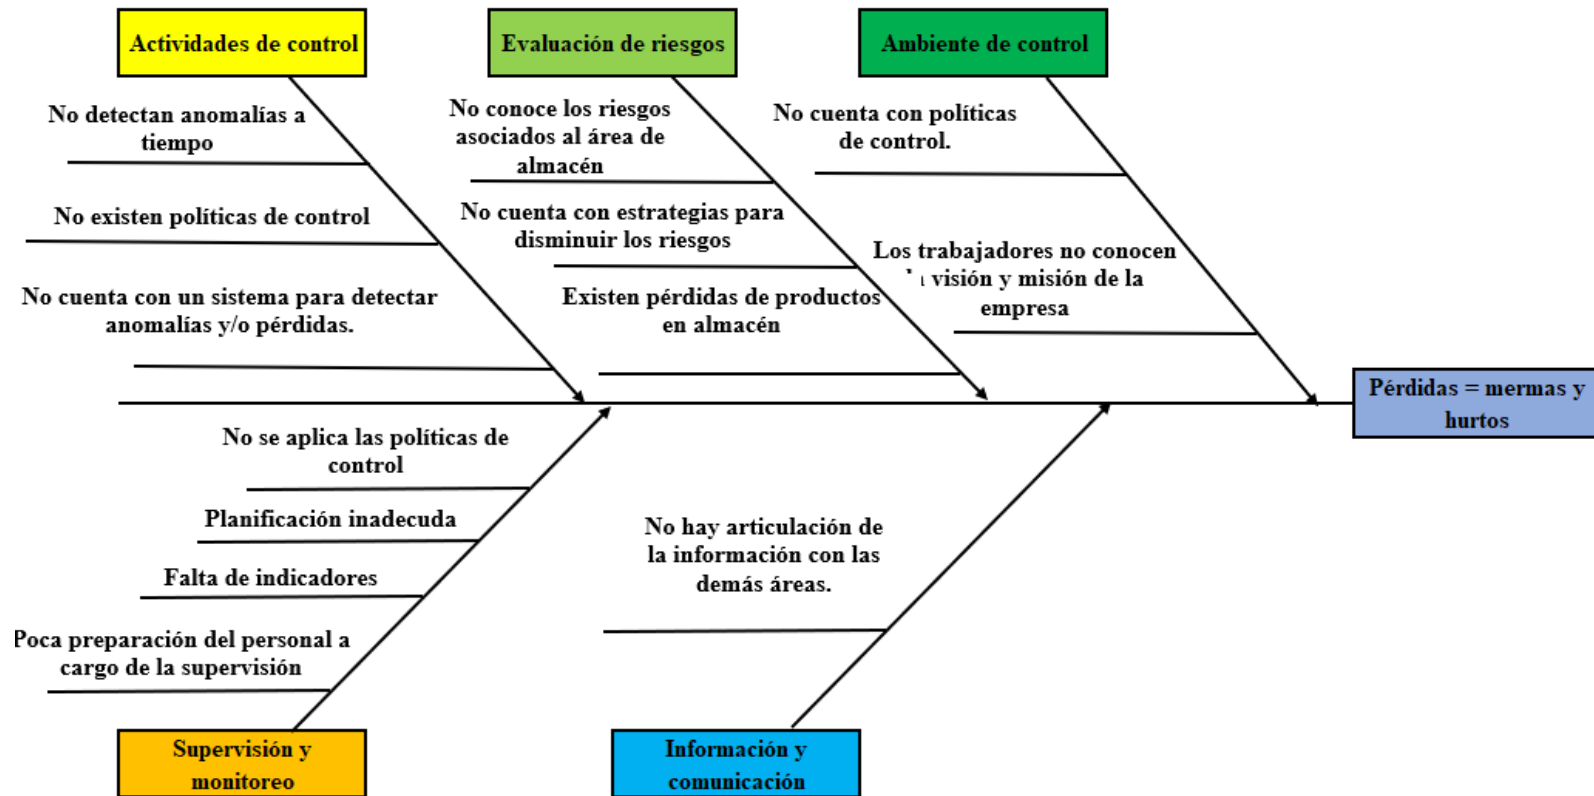 Actividades de control
Evaluación de riesgos
Ambiente de control
No detectan anomalías a
tiempo
No existen políticas de control
No cuenta con un sistema para detectar
anomalías y/o pérdidas.
No conoce los riesgos
asociados al área de
almacén
No cuenta con estrategias para
disminuir los riesgos
Existen pérdidas de productos
en almacén
No cuenta con políticas
de control.
Los trabajadores no conocen
visión y misión de la
empresa
Pérdidas = mermas y
hurtos
No se aplica las políticas de
control
Planificación inadecuda
Falta de indicadores
Poca preparación del personal a
cargo de la supervisión
No hay articulación de
la información con las
demás áreas.
Supervisión y
monitoreo
Información y
comunicación